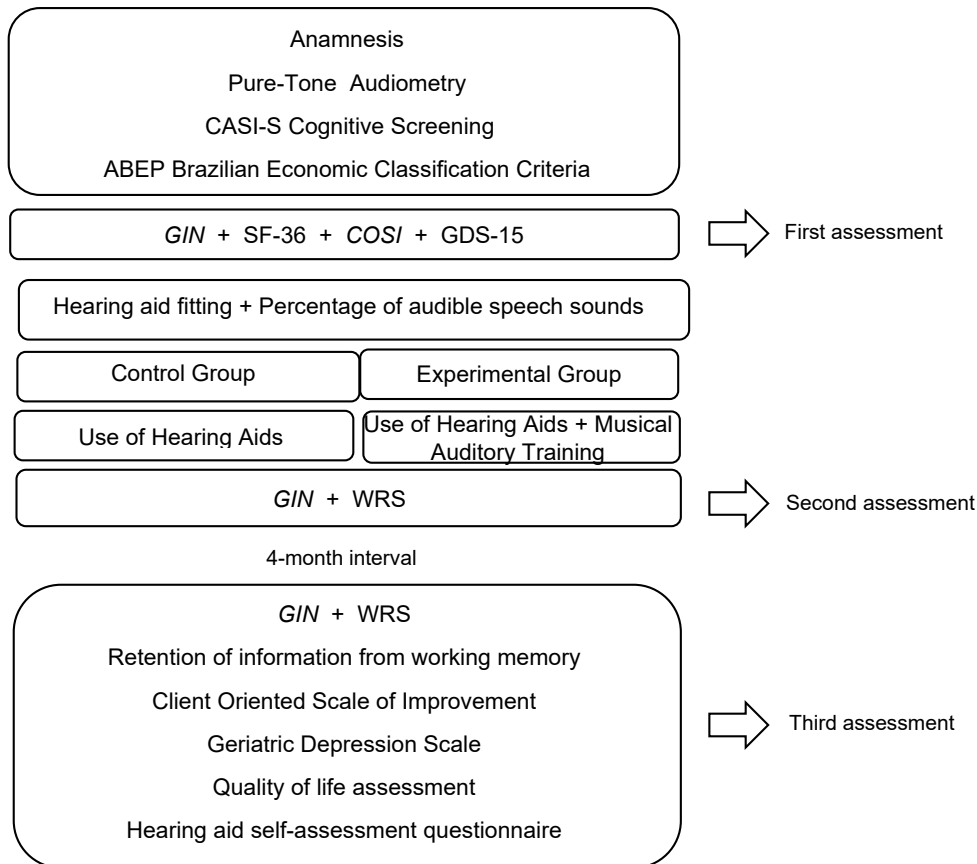 Anamnesis
Pure-Tone Audiometry
CASI-S Cognitive Screening
ABEP Brazilian Economic Classification Criteria
GIN + SF-36 + COSI + GDS-15
First assessment
Hearing aid fitting + Percentage of audible speech sounds
Control Group
Experimental Group
Use of Hearing Aids
Use of Hearing Aids + Musical
Auditory Training
GIN + WRS
Second assessment
4-month interval
GIN + WRS
Retention of information from working memory
Client Oriented Scale of Improvement
Geriatric Depression Scale
Quality of life assessment
Hearing aid self-assessment questionnaire
Third assessment